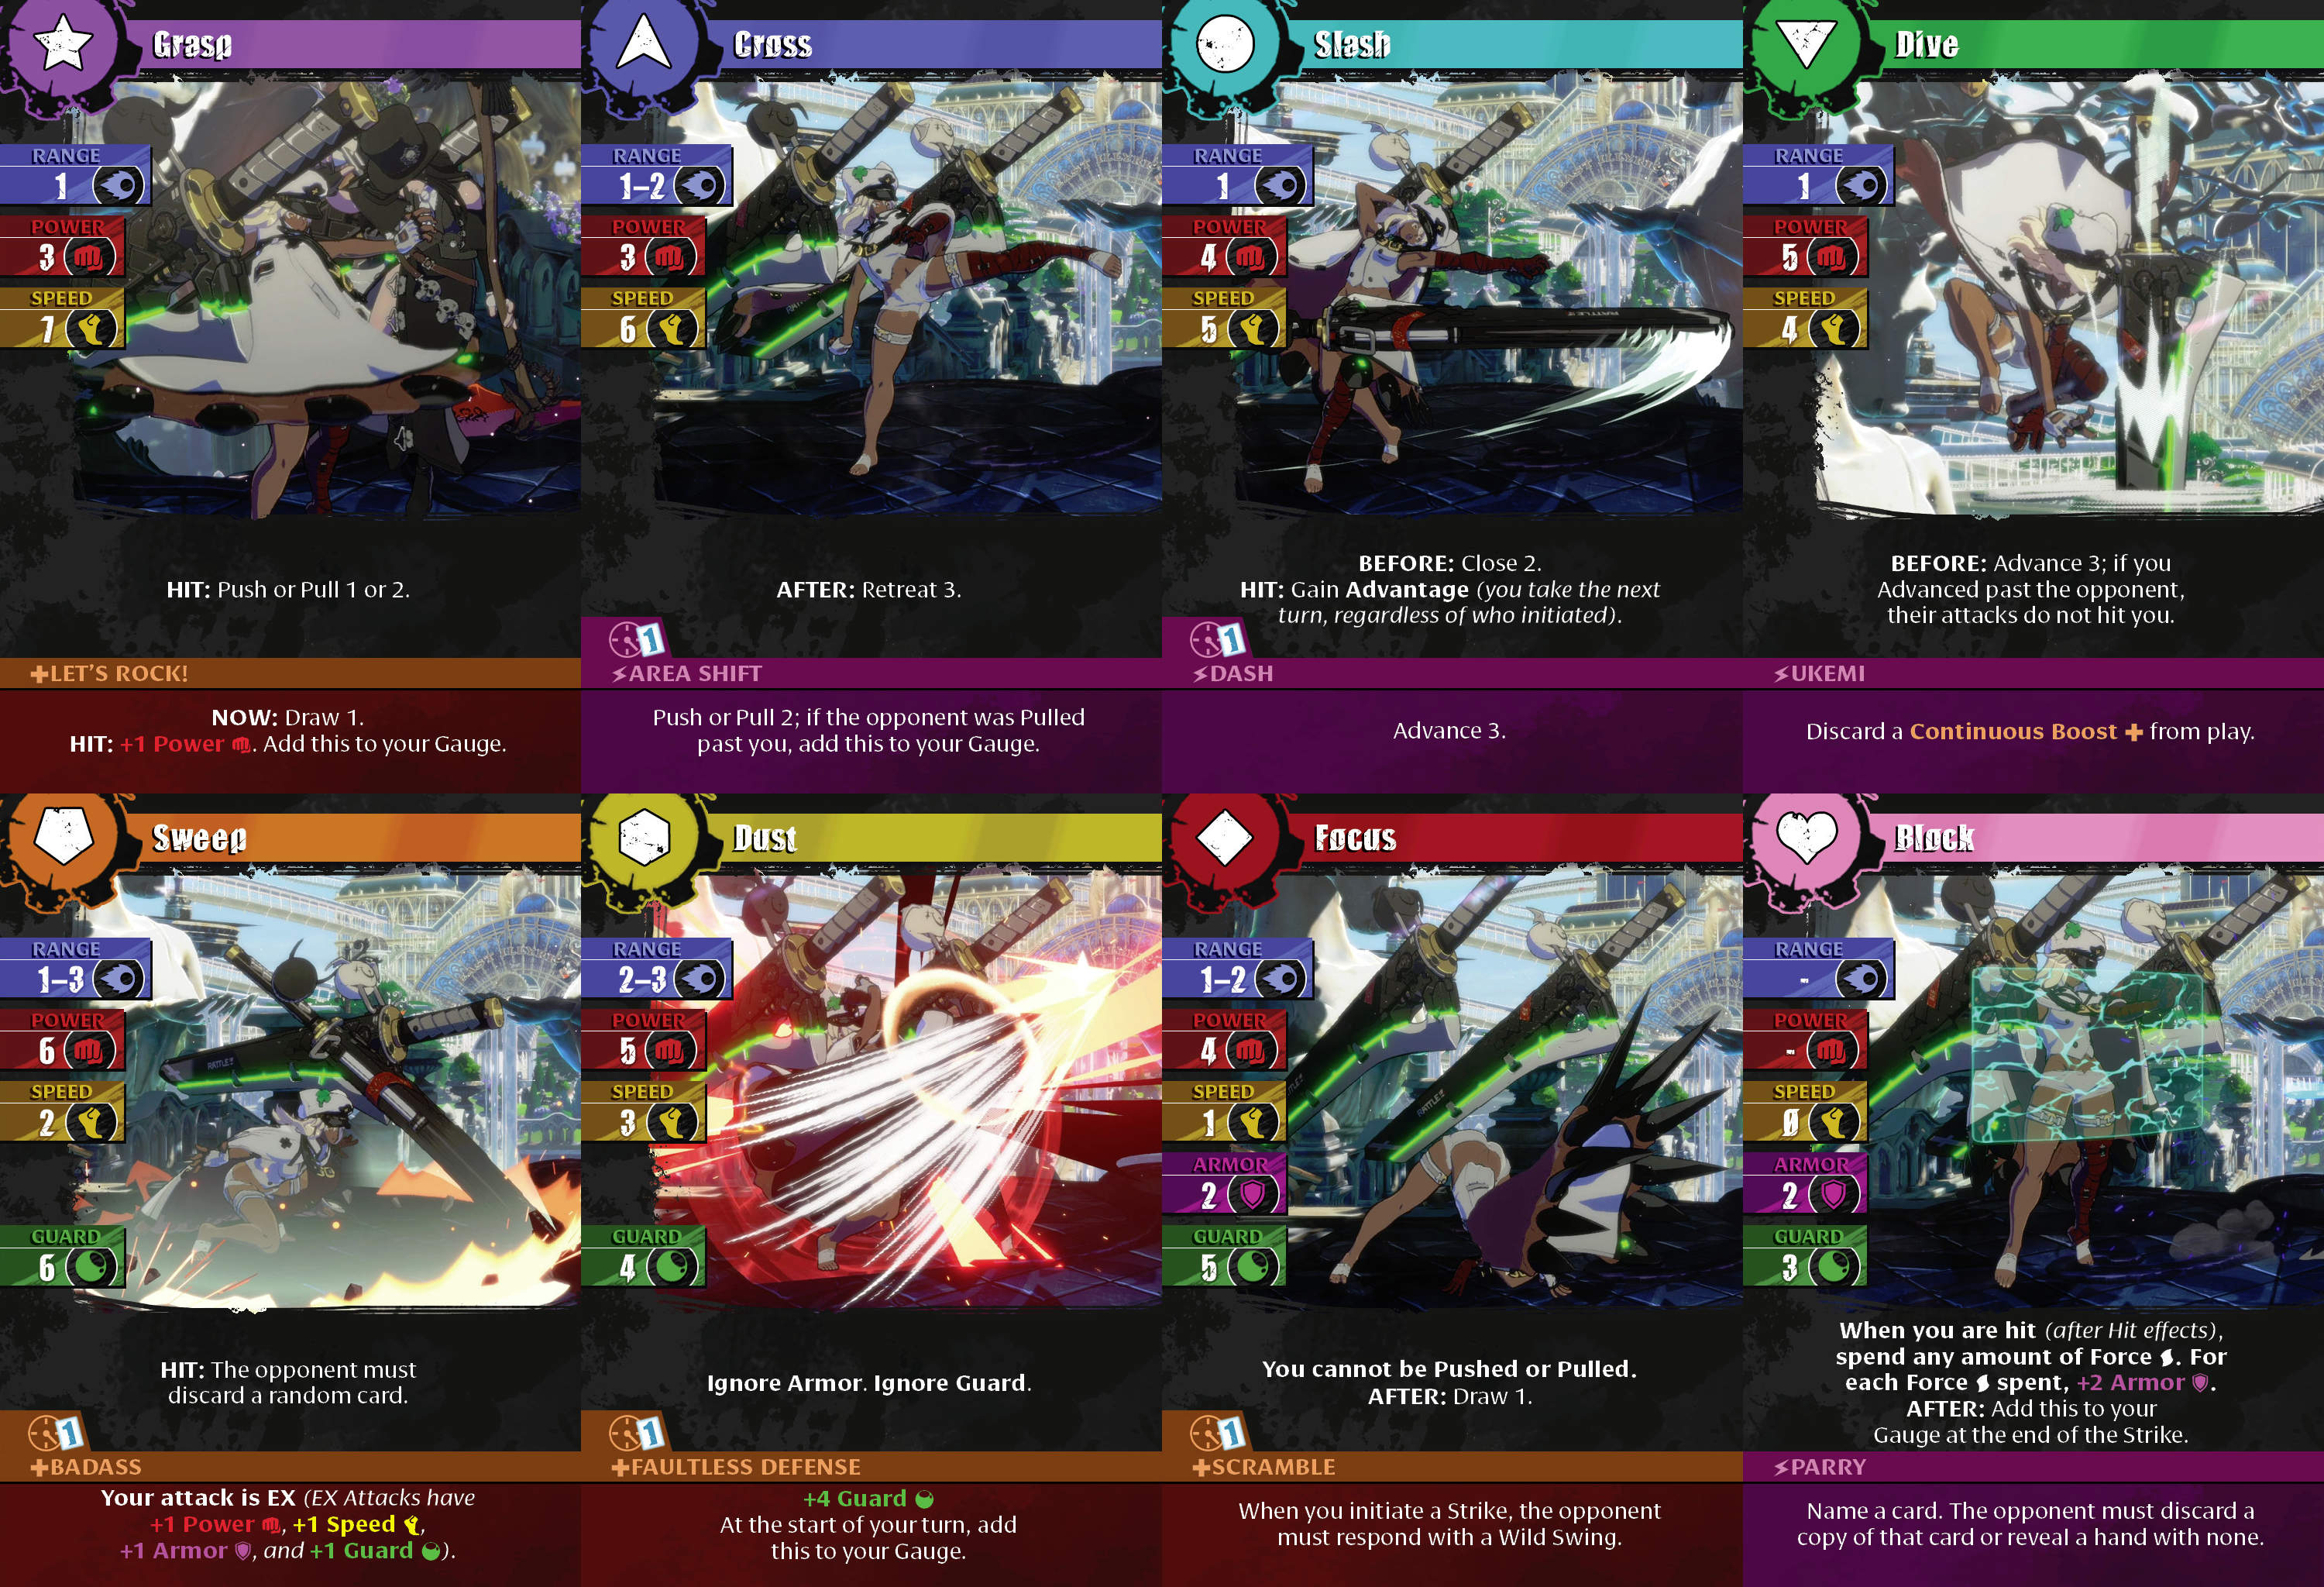 Grasp
RANGE
1
POWER
3
SPEED
7
HIT: Push or Pull 1 or 2.
LET'S ROCK!
NOW: Draw 1.
HIT: +1 Power. Add this to your Gauge.
Cross
RANGE
1–2
POWER
3
SPEED
6
AFTER: Retreat 3.
1
AREA SHIFT
Push or Pull 2; if the opponent was Pulled
past you, add this to your Gauge.
Slash
RANGE
1
POWER
4
SPEED
5
BEFORE: Close 2.
HIT: Gain Advantage (you take the next
turn, regardless of who initiated).
1
DASH
Advance 3.
Dive
RANGE
1
POWER
5
SPEED
4
BEFORE: Advance 3; if you
Advanced past the opponent,
their attacks do not hit you.
UKEMI
Discard a Continuous Boost + from play.
Sweep
RANGE
1–3
POWER
6
SPEED
2
GUARD
6
HIT: The opponent must
discard a random card.
1
BADASS
Your attack is EX (EX Attacks have
+1 Power, +1 Speed,
+1 Armor, and +1 Guard).
Dust
RANGE
2–3
POWER
5
SPEED
3
GUARD
4
Ignore Armor. Ignore Guard.
1
FAULTLESS DEFENSE
+4 Guard
At the start of your turn, add
this to your Gauge.
Focus
RANGE
1–2
POWER
4
SPEED
1
ARMOR
2
GUARD
5
You cannot be Pushed or Pulled.
AFTER: Draw 1.
1
SCRAMBLE
When you initiate a Strike, the opponent
must respond with a Wild Swing.
Block
RANGE
-
POWER
-
SPEED
0
ARMOR
2
GUARD
3
When you are hit (after Hit effects),
spend any amount of Force. For
each Force spent, +2 Armor.
AFTER: Add this to your
Gauge at the end of the Strike.
PARRY
Name a card. The opponent must discard a
copy of that card or reveal a hand with none.